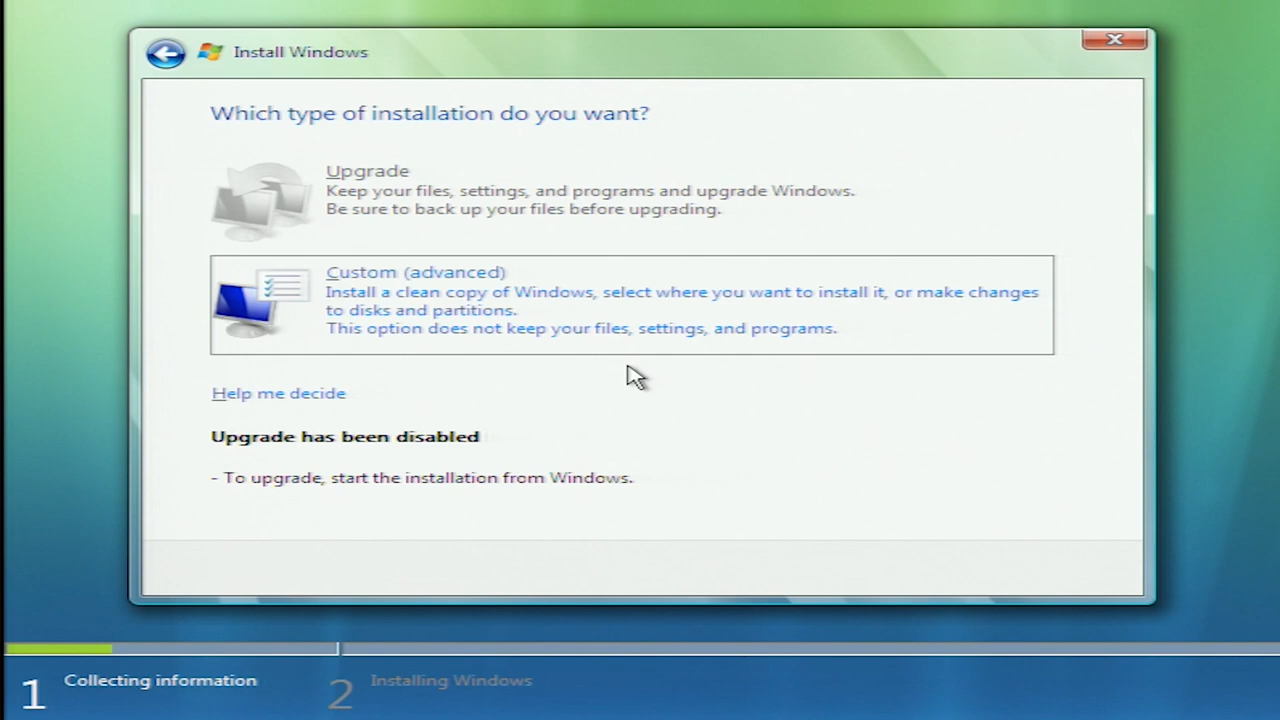 Install Windows
Which type of installation do you want?
Upgrade
Keep your files, settings, and programs and upgrade Windows.
Be sure to back up your files before upgrading.
Custom (advanced)
Install a clean copy of Windows, select where you want to install it, or make changes
to disks and partitions.
This option does not keep your files, settings, and programs.
Help me decide
Upgrade has been disabled
- To upgrade, start the installation from Windows.
1 Collecting information
2 Installing Windows